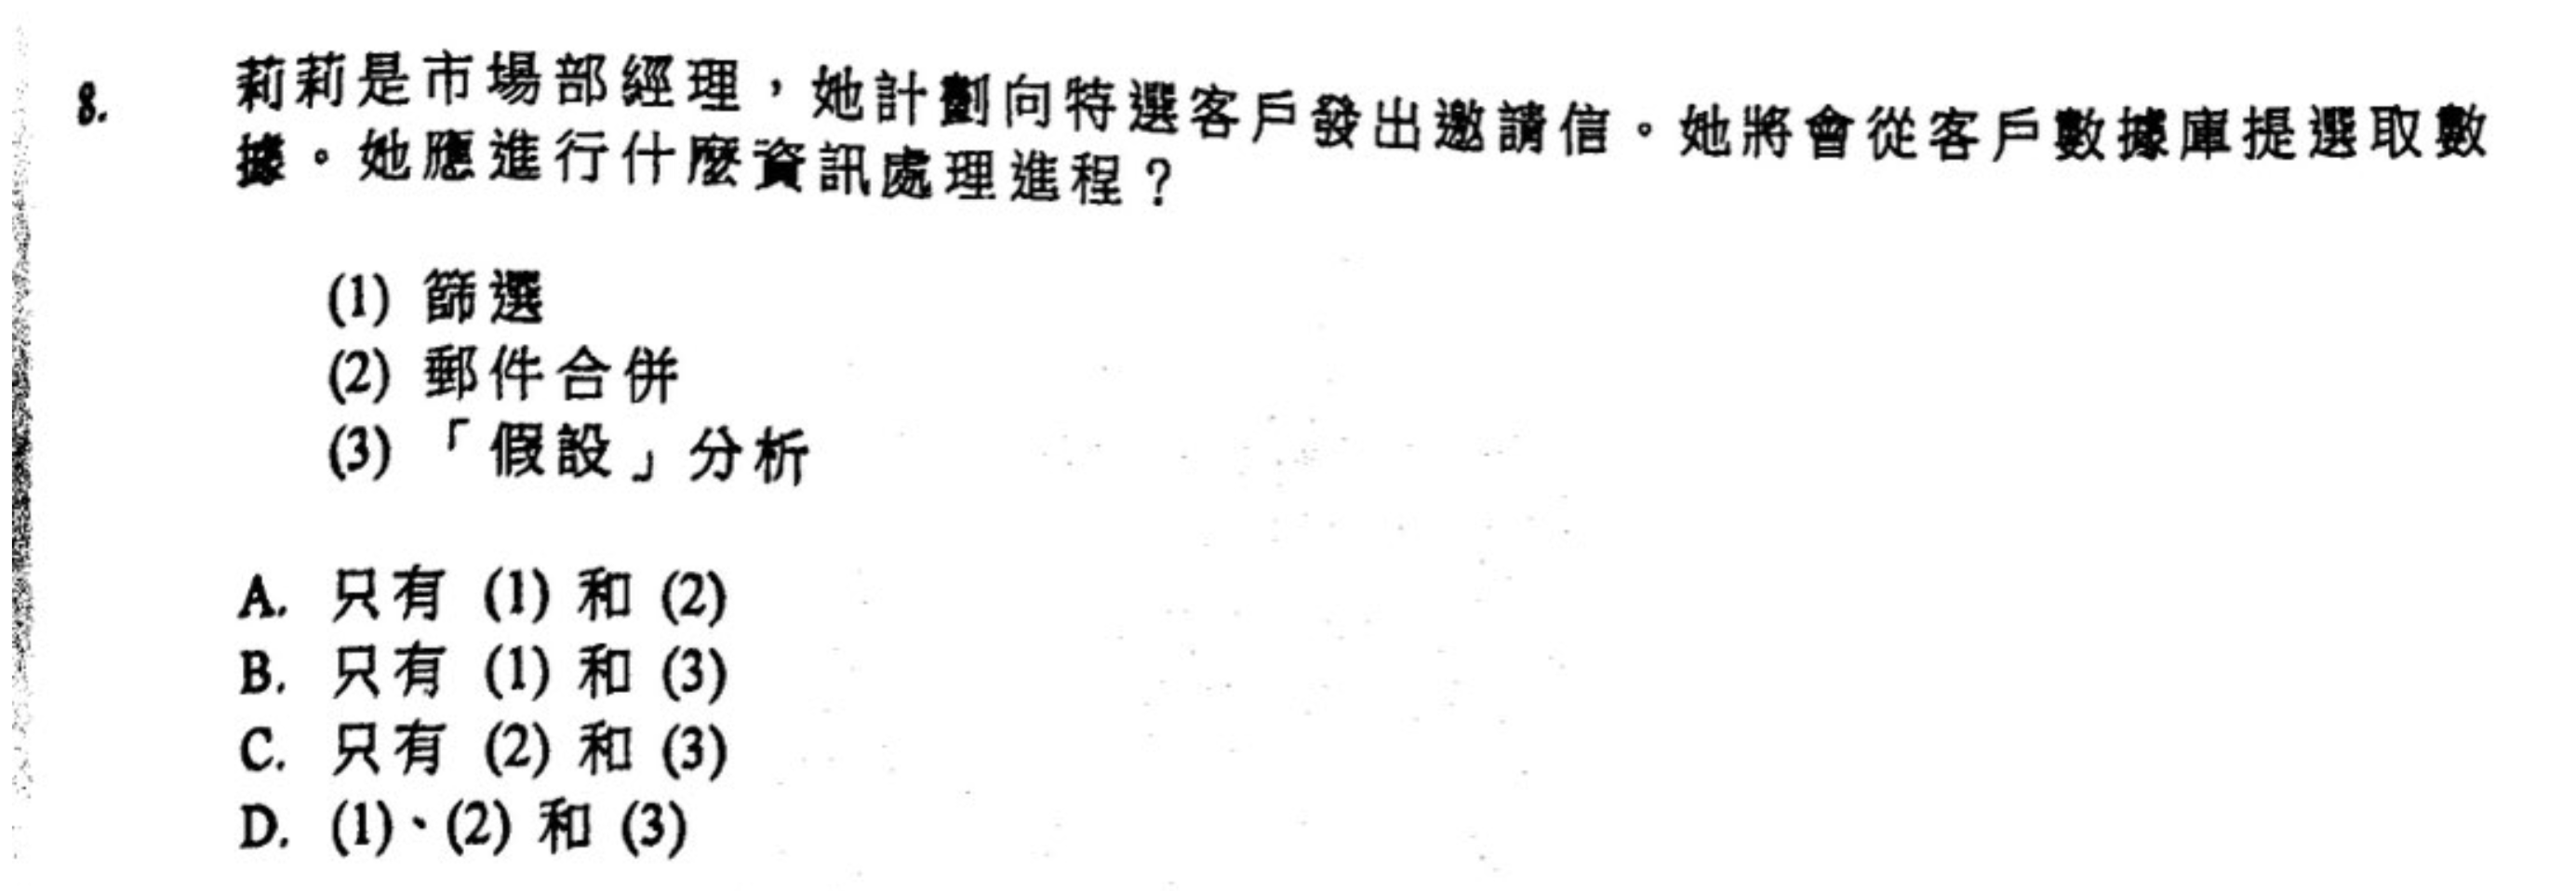 8. 莉莉是市場部經理，她計劃向特選客戶發出邀請信。她將會從客戶數據庫提選取數
據。她應進行什麼資訊處理進程？
(1) 篩選
(2) 郵件合併
(3) 「假設」分析
A. 只有 (1) 和 (2)
B. 只有 (1) 和 (3)
C. 只有 (2) 和 (3)
D. (1)、(2) 和 (3)